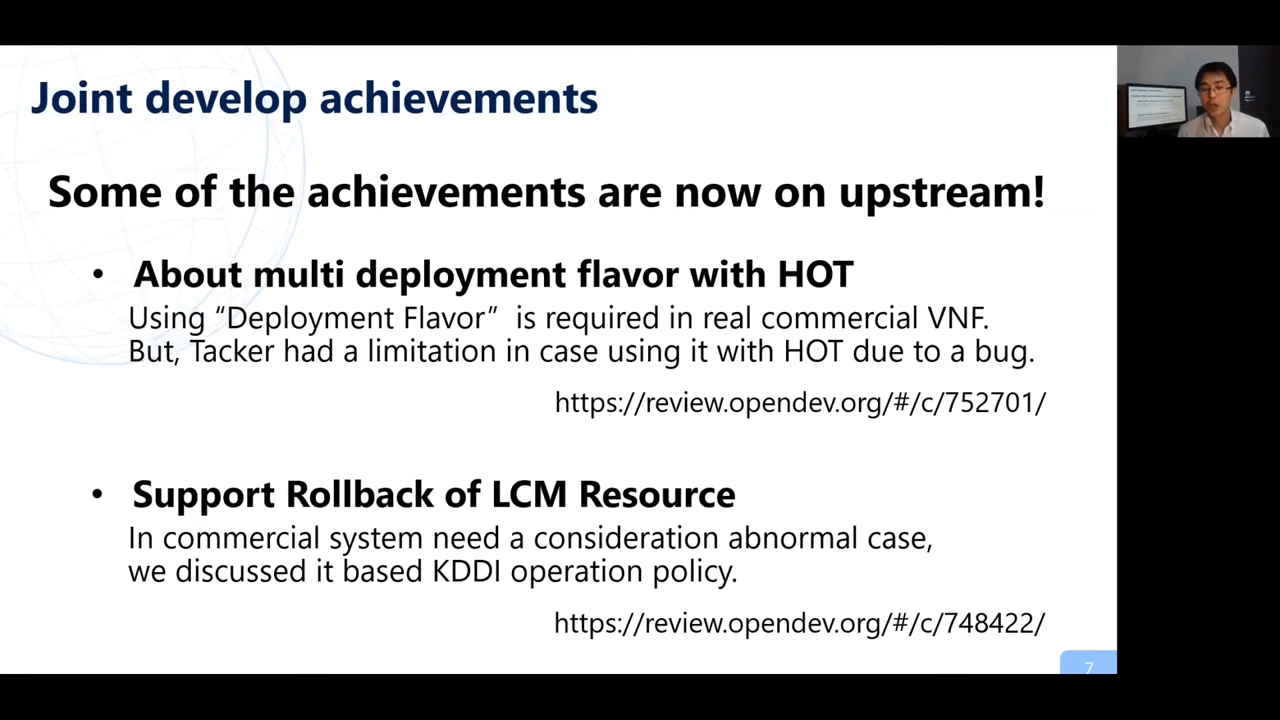 Joint develop achievements
Some of the achievements are now on upstream!
• About multi deployment flavor with HOT
Using “Deployment Flavor” is required in real commercial VNF.
But, Tacker had a limitation in case using it with HOT due to a bug.
https://review.opendev.org/#/c/752701/
• Support Rollback of LCM Resource
In commercial system need a consideration abnormal case,
we discussed it based KDDI operation policy.
https://review.opendev.org/#/c/748422/
7